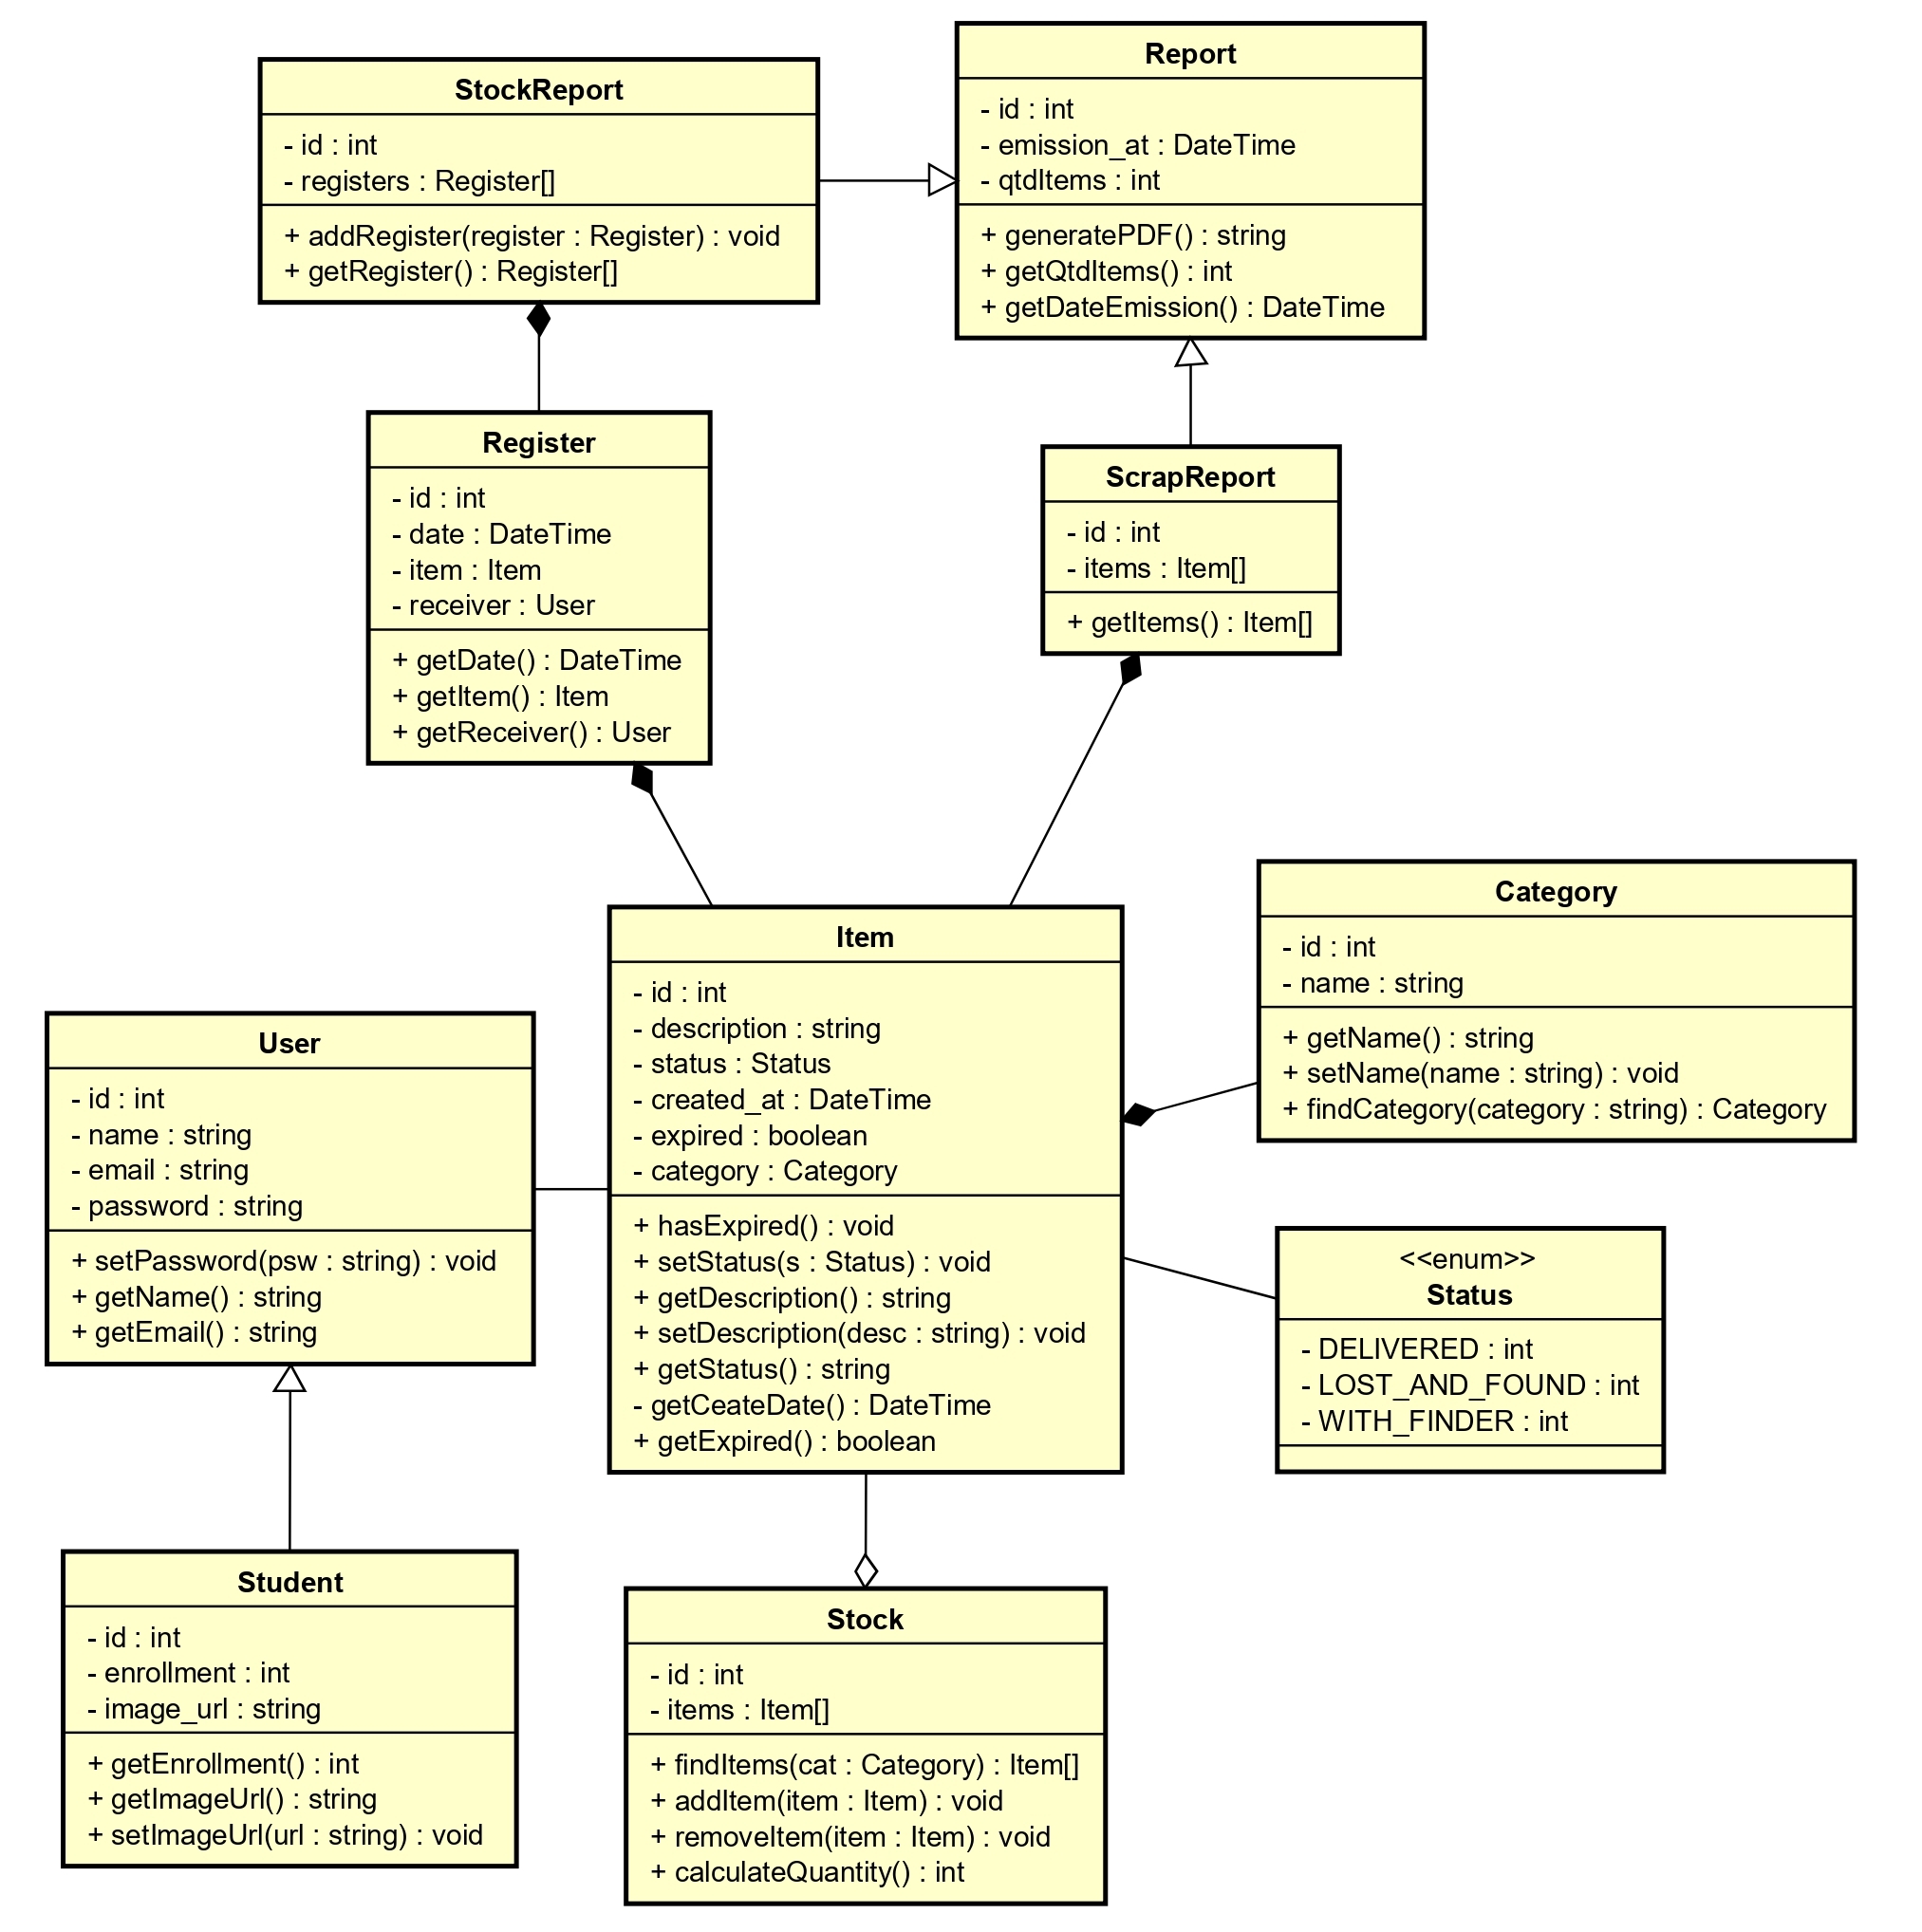 StockReport
- id : int
- registers : Register[]
+ addRegister(register : Register) : void
+ getRegister() : Register[]
Report
- id : int
- emission_at : DateTime
- qtdItems : int
+ generatePDF() : string
+ getQtdItems() : int
+ getDateEmission() : DateTime
Register
- id : int
- date : DateTime
- item : Item
- receiver : User
+ getDate() : DateTime
+ getItem() : Item
+ getReceiver() : User
ScrapReport
- id : int
- items : Item[]
+ getItems() : Item[]
Category
- id : int
- name : string
+ getName() : string
+ setName(name : string) : void
+ findCategory(category : string) : Category
Item
- id : int
- description : string
- status : Status
- created_at : DateTime
- expired : boolean
- category : Category
+ hasExpired() : void
+ setStatus(s : Status) : void
+ getDescription() : string
+ setDescription(desc : string) : void
+ getStatus() : string
- getCeateDate() : DateTime
+ getExpired() : boolean
User
- id : int
- name : string
- email : string
- password : string
+ setPassword(psw : string) : void
+ getName() : string
+ getEmail() : string
<<enum>>
Status
- DELIVERED : int
- LOST_AND_FOUND : int
- WITH_FINDER : int
Student
- id : int
- enrollment : int
- image_url : string
+ getEnrollment() : int
+ getImageUrl() : string
+ setImageUrl(url : string) : void
Stock
- id : int
- items : Item[]
+ findItems(cat : Category) : Item[]
+ addItem(item : Item) : void
+ removeItem(item : Item) : void
+ calculateQuantity() : int